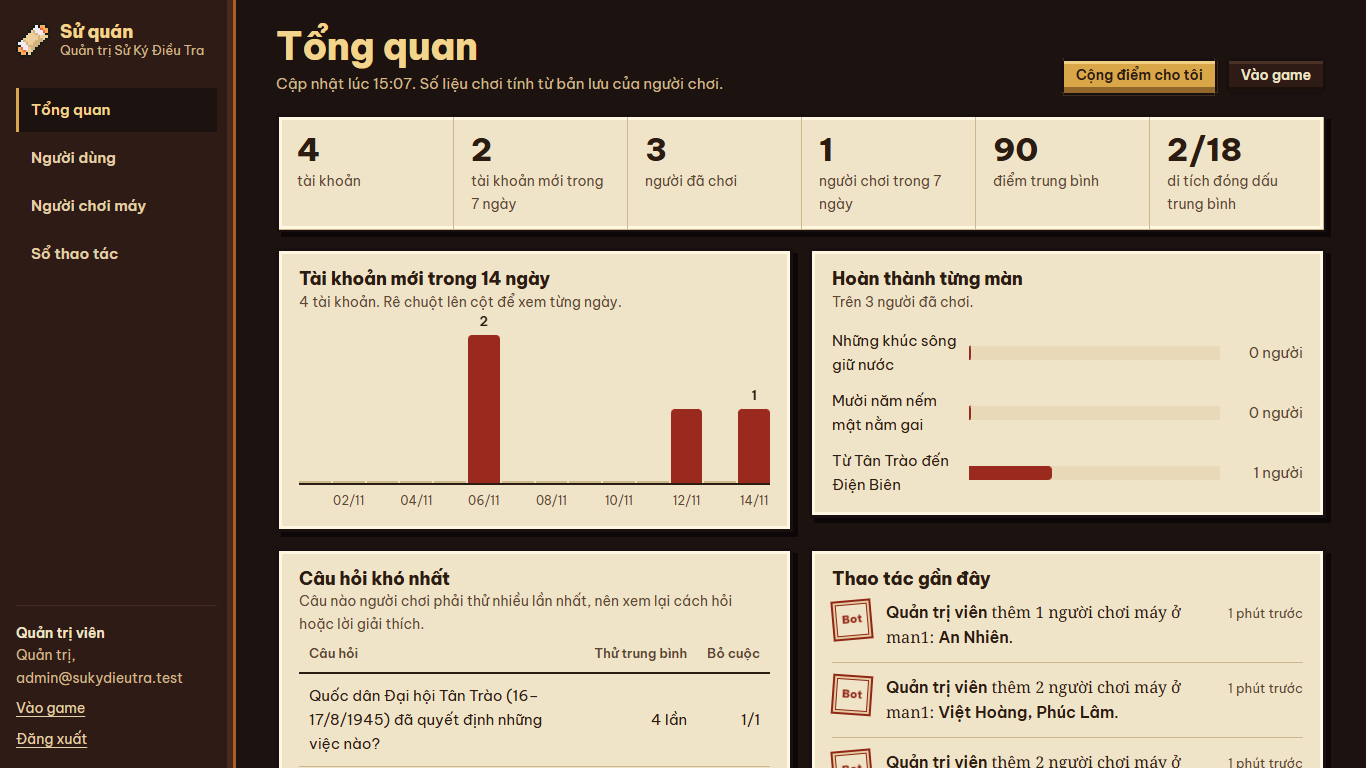 Sử quán
Quản trị Sử Ký Điều Tra
Tổng quan
Người dùng
Người chơi máy
Sổ thao tác
Quản trị viên
Quản trị,
admin@sukydieutra.test
Vào game
Đăng xuất
Tổng quan
Cập nhật lúc 15:07. Số liệu chơi tính từ bản lưu của người chơi.
Cộng điểm cho tôi
Vào game
4
tài khoản
2
tài khoản mới trong
7 ngày
3
người đã chơi
1
người chơi trong 7
ngày
90
điểm trung bình
2/18
di tích đóng dấu
trung bình
Tài khoản mới trong 14 ngày
4 tài khoản. Rê chuột lên cột để xem từng ngày.
2
1
02/11 04/11 06/11 08/11 10/11 12/11 14/11
Hoàn thành từng màn
Trên 3 người đã chơi.
Những khúc sông
giữ nước
0 người
Mười năm nếm
mật nằm gai
0 người
Từ Tân Trào đến
Điện Biên
1 người
Câu hỏi khó nhất
Câu nào người chơi phải thử nhiều lần nhất, nên xem lại cách hỏi
hoặc lời giải thích.
Câu hỏi Thử trung bình Bỏ cuộc
Quốc dân Đại hội Tân Trào (16–
17/8/1945) đã quyết định những
việc nào?
4 lần 1/1
Thao tác gần đây
Bot
Quản trị viên thêm 1 người chơi máy ở
man1: An Nhiên.
1 phút trước
Bot
Quản trị viên thêm 2 người chơi máy ở
man1: Việt Hoàng, Phúc Lâm.
1 phút trước
Bot
Quản trị viên thêm 2 người chơi máy ở
1 phút trước